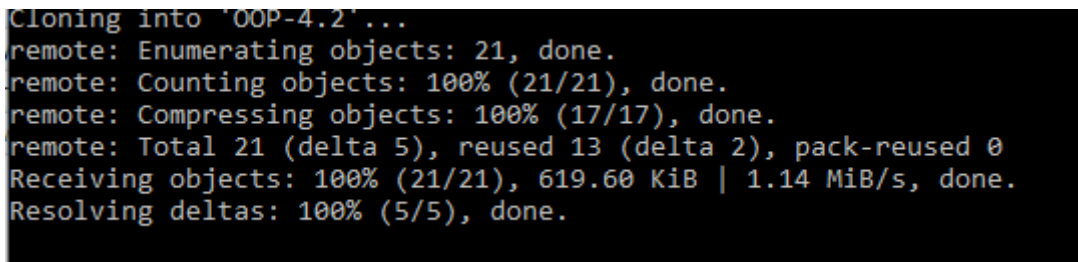 Cloning into 'OOP-4.2'...
remote: Enumerating objects: 21, done.
remote: Counting objects: 100% (21/21), done.
remote: Compressing objects: 100% (17/17), done.
remote: Total 21 (delta 5), reused 13 (delta 2), pack-reused 0
Receiving objects: 100% (21/21), 619.60 KiB | 1.14 MiB/s, done.
Resolving deltas: 100% (5/5), done.